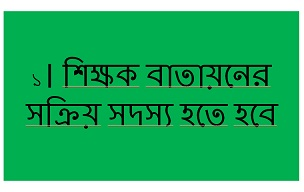 ১। শিক্ষক বাতায়নের
সক্রিয় সদস্য হতে হবে